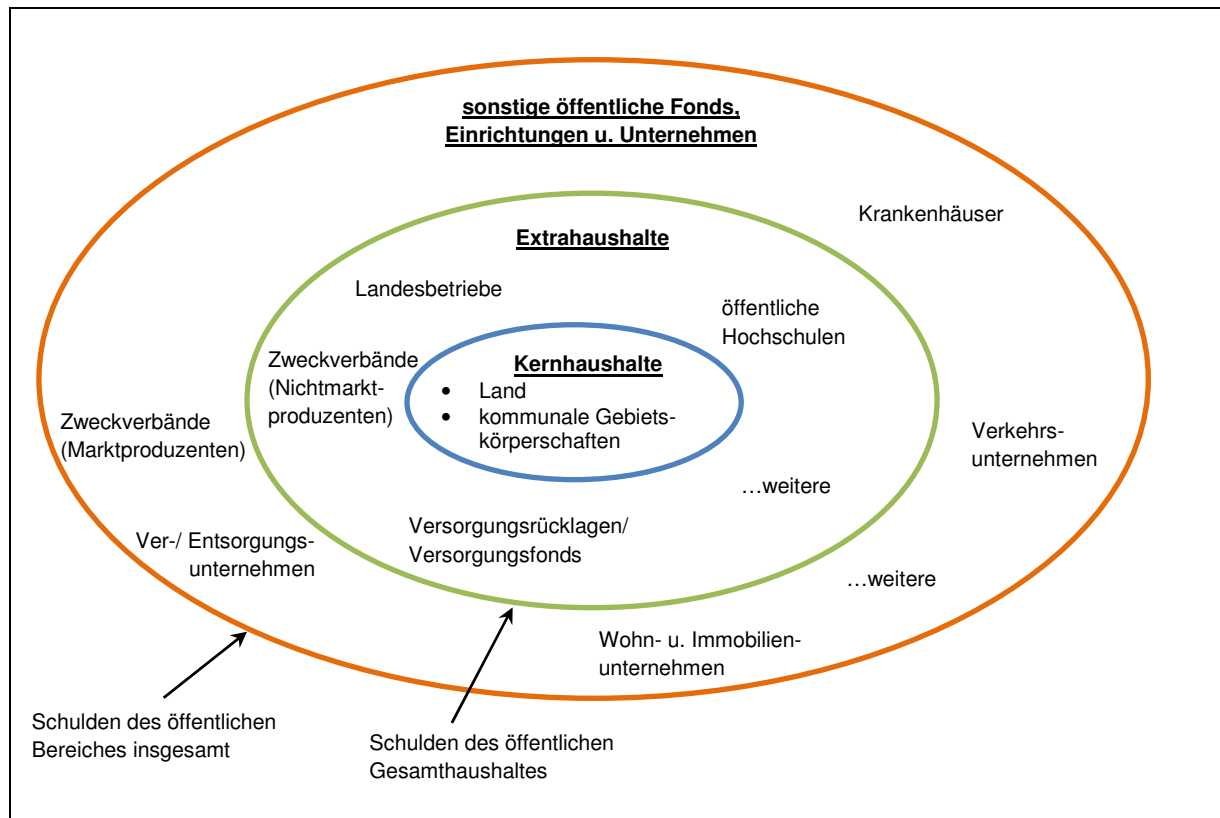 sonstige öffentliche Fonds,
Einrichtungen u. Unternehmen
Krankenhäuser
Extrahaushalte
Landesbetriebe
öffentliche
Hochschulen
Zweckverbände
(Nichtmarkt-
produzenten)
Kernhaushalte
• Land
• kommunale Gebiets-
körperschaften
Zweckverbände
(Marktproduzenten)
Verkehrs-
unternehmen
…weitere
Versorgungsrücklagen/
Versorgungsfonds
Ver-/ Entsorgungs-
unternehmen
…weitere
Wohn- u. Immobilien-
unternehmen
Schulden des öffentlichen
Bereiches insgesamt
Schulden des öffentlichen
Gesamthaushaltes